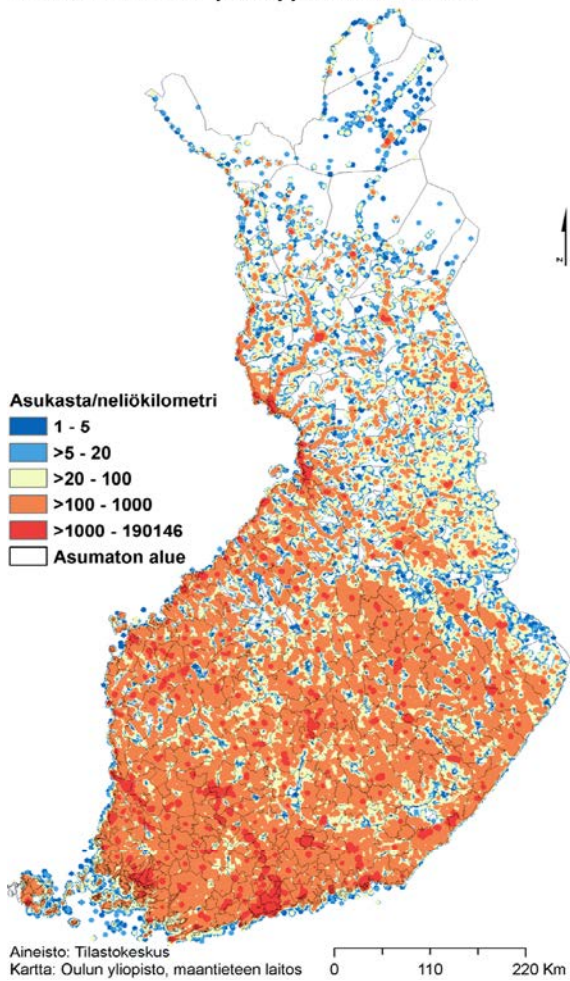 N
Asukasta/neliökilometri
1 - 5
>5 - 20
>20 - 100
>100 - 1000
>1000 - 190146
Asumaton alue
Aineisto: Tilastokeskus
Kartta: Oulun yliopisto, maantieteen laitos
0 110 220 Km